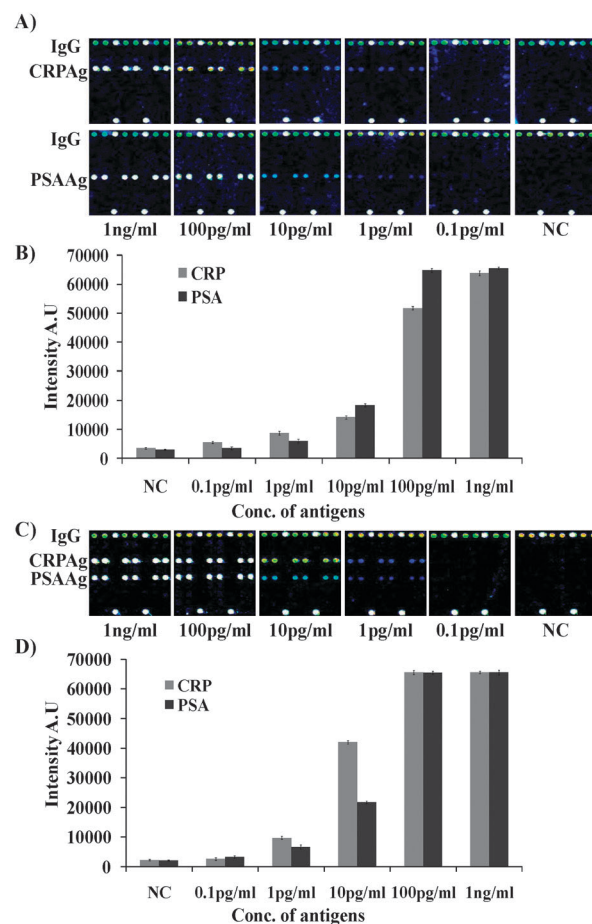 A)
IgG
CRPAg
IgG
PSAAg
1ng/ml 100pg/ml 10pg/ml 1pg/ml 0.1pg/ml NC
B)
70000
60000
50000
40000
30000
20000
10000
0
Intensity A.U
CRP
PSA
NC 0.1pg/ml 1pg/ml 10pg/ml 100pg/ml 1ng/ml
Conc. of antigens
C)
IgG
CRPAg
PSAAg
1ng/ml 100pg/ml 10pg/ml 1pg/ml 0.1pg/ml NC
D)
70000
60000
50000
40000
30000
20000
10000
0
Intensity A.U
CRP
PSA
NC 0.1pg/ml 1pg/ml 10pg/ml 100pg/ml 1ng/ml
Conc. of antigens